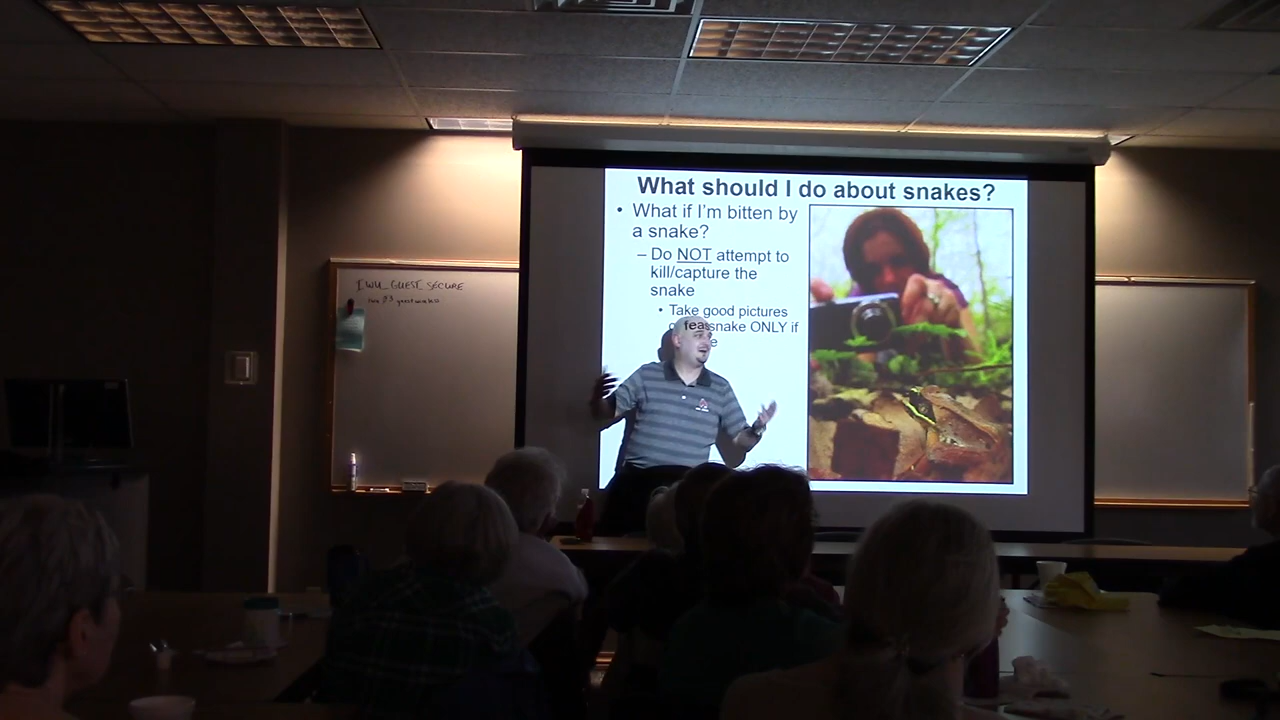 What should I do about snakes?
• What if I'm bitten by
a snake?
– Do NOT attempt to
kill/capture the
snake
• Take good pictures
snake ONLY if
IWU_GUEST_SECURE